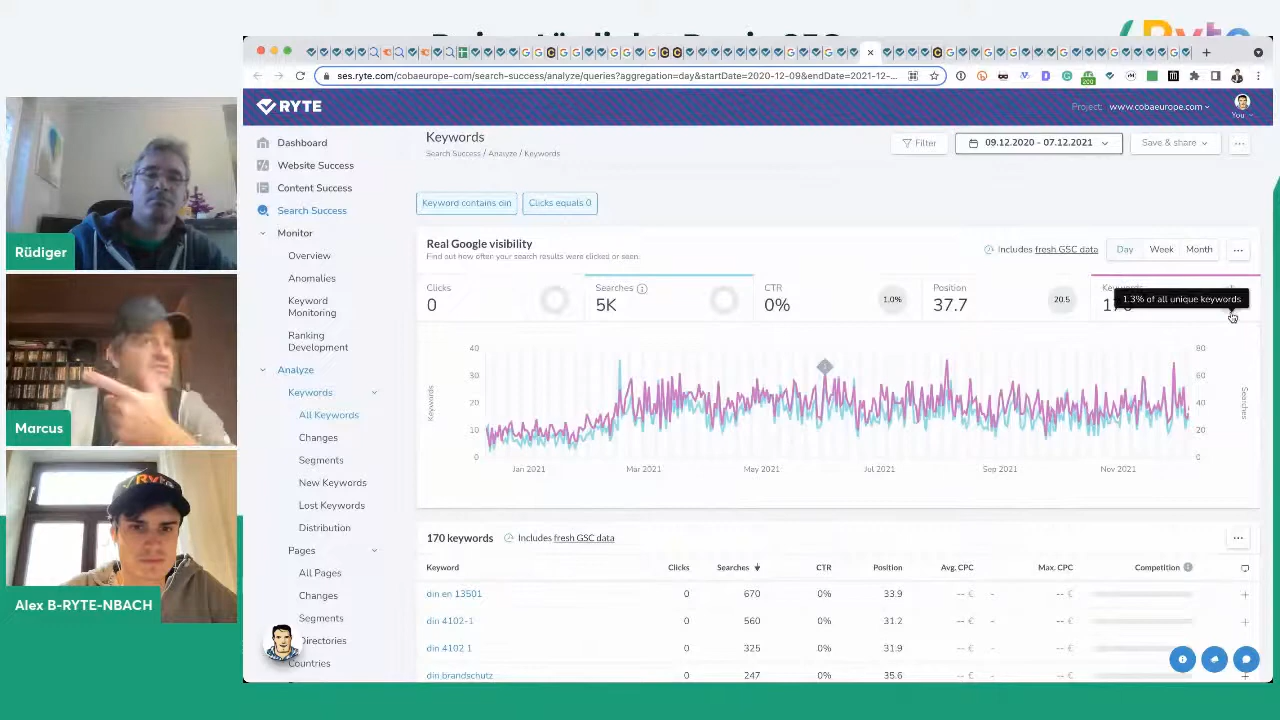 Ryte
ses.ryte.com/cobaeurope-com/search-success/analyze/queries?aggregation=day&startDate=2020-12-09&endDate=2021-12-...
200
RYTE
Project: www.cobaeurope.com
You
Dashboard
Website Success
Content Success
Search Success
Monitor
Overview
Anomalies
Keyword
Monitoring
Ranking
Development
Analyze
Keywords
All Keywords
Changes
Segments
New Keywords
Lost Keywords
Distribution
Pages
All Pages
Changes
Segments
Directories
Countries
Keywords
Search Success / Analyze / Keywords
Filter
09.12.2020 - 07.12.2021
Save & share
Keyword contains din
Clicks equals 0
Real Google visibility
Find out how often your search results were clicked or seen.
Includes fresh GSC data
Day Week Month
Clicks
0
Searches
5K
CTR
0%
1.0%
Position
37.7
20.5
1.3% of all unique keywords
Keywords
Searches
40
30
20
10
0
80
60
40
20
0
Jan 2021 Mar 2021 May 2021 Jul 2021 Sep 2021 Nov 2021
170 keywords Includes fresh GSC data
Keyword Clicks Searches CTR Position Avg. CPC Max. CPC Competition
din en 13501 0 670 0% 33.9 -- € - -- €
din 4102-1 0 560 0% 31.2 -- € - -- €
din 4102 1 0 325 0% 31.9 -- € - -- €
din brandschutz 0 247 0% 35.6 -- € - -- €
Rüdiger
Marcus
Ryte
Alex B-RYTE-NBACH